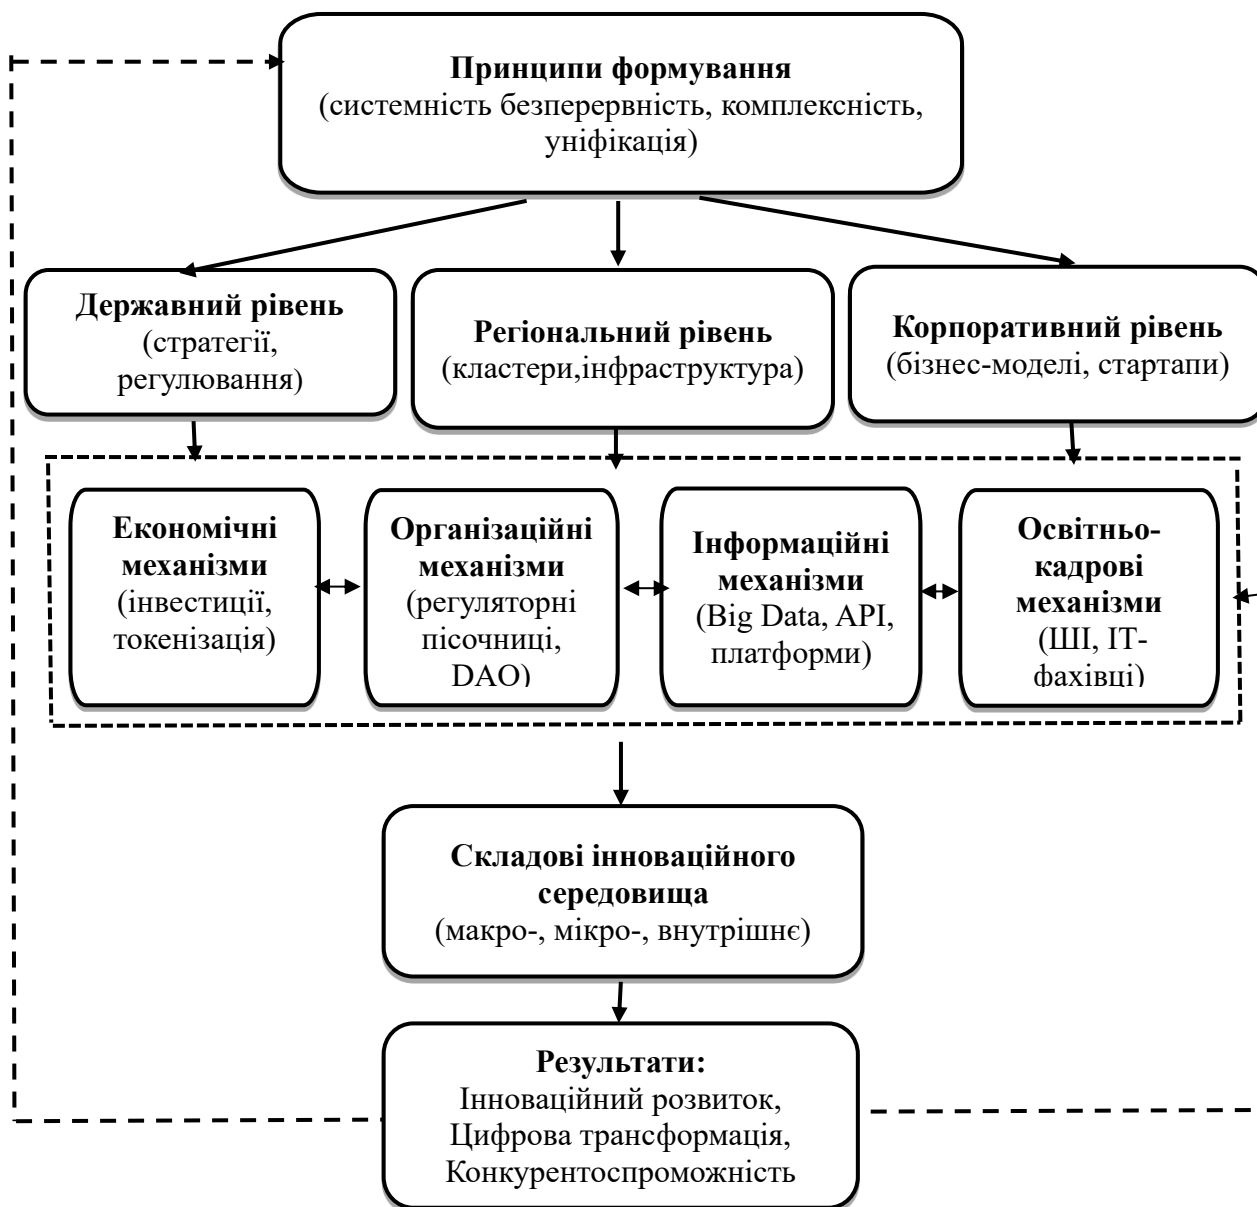 Принципи формування
(системність безперервність, комплексність,
уніфікація)
Державний рівень
(стратегії,
регулювання)
Регіональний рівень
(кластери,інфраструктура)
Корпоративний рівень
(бізнес-моделі, стартапи)
Економічні
механізми
(інвестиції,
токенізація)
Організаційні
механізми
(регуляторні
пісочниці,
DAO)
Інформаційні
механізми
(Big Data, API,
платформи)
Освітньо-
кадрові
механізми
(ШІ, ІТ-
фахівці)
Складові інноваційного
середовища
(макро-, мікро-, внутрішнє)
Результати:
Інноваційний розвиток,
Цифрова трансформація,
Конкурентоспроможність